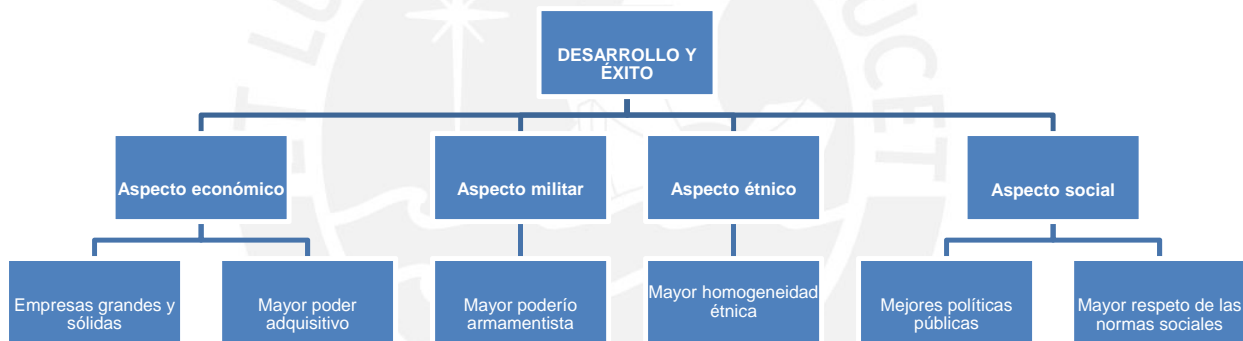 DESARROLLO Y
ÉXITO
Aspecto económico
Aspecto militar
Aspecto étnico
Aspecto social
Empresas grandes y
sólidas
Mayor poder
adquisitivo
Mayor poderío
armamentista
Mayor homogeneidad
étnica
Mejores políticas
públicas
Mayor respeto de las
normas sociales